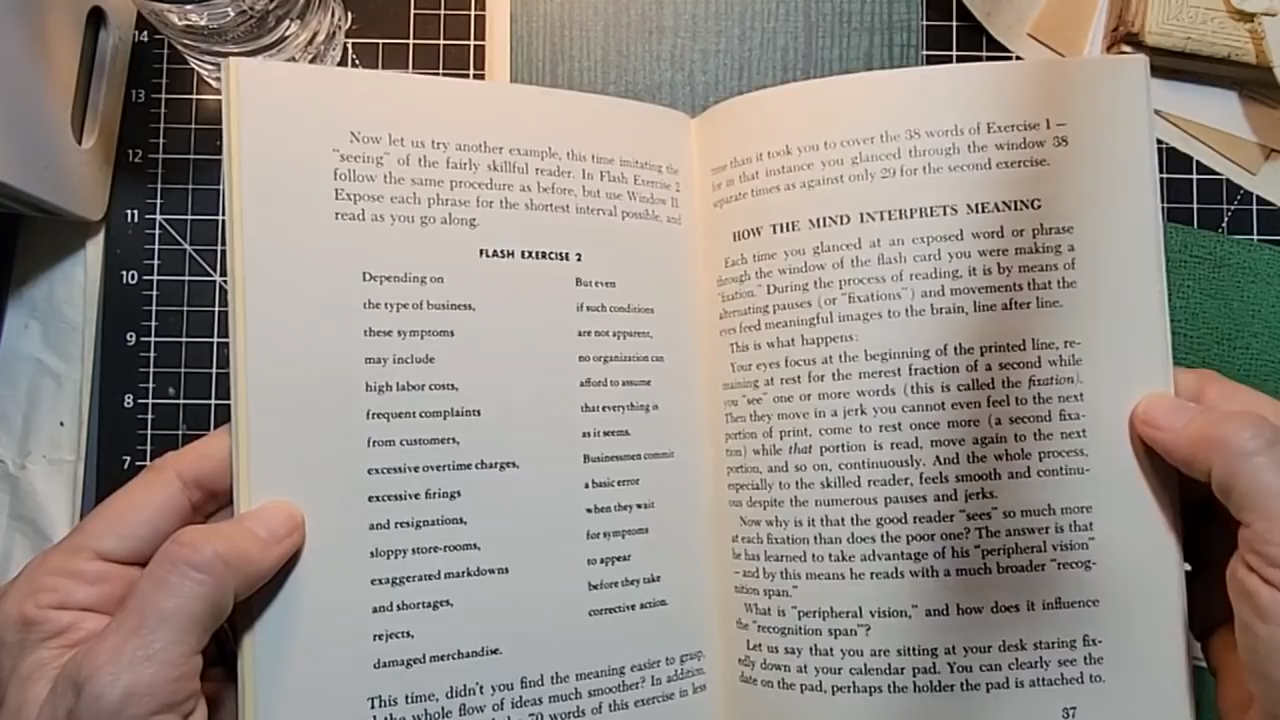 14
13
12
11
10
9
8
7
Now let us try another example, this time imitating the
"seeing" of the fairly skillful reader. In Flash Exercise 2
follow the same procedure as before, but use Window II.
Expose each phrase for the shortest interval possible, and
read as you go along.
FLASH EXERCISE 2
Depending on
the type of business,
these symptoms
may include
high labor costs,
frequent complaints
from customers,
excessive overtime charges,
excessive firings
and resignations,
sloppy store-rooms,
exaggerated markdowns
and shortages,
rejects,
damaged merchandise.
But even
if such conditions
are not apparent,
no organization can
afford to assume
that everything is
as it seems.
Businessmen commit
a basic error
when they wait
for symptoms
to appear
before they take
corrective action.
This time, didn't you find the meaning easier to grasp,
the whole flow of ideas much smoother? In addition,
70 words of this exercise in less
than it took you to cover the 38 words of Exercise 1 –
for in that instance you glanced through the window 38
separate times as against only 29 for the second exercise.
HOW THE MIND INTERPRETS MEANING
Each time you glanced at an exposed word or phrase
through the window of the flash card you were making a
"fixation." During the process of reading, it is by means of
alternating pauses (or "fixations") and movements that the
eyes feed meaningful images to the brain, line after line.
This is what happens:
Your eyes focus at the beginning of the printed line, re-
maining at rest for the merest fraction of a second while
you "see" one or more words (this is called the fixation).
Then they move in a jerk you cannot even feel to the next
portion of print, come to rest once more (a second fixa-
tion) while that portion is read, move again to the next
portion, and so on, continuously. And the whole process,
especially to the skilled reader, feels smooth and continu-
ous despite the numerous pauses and jerks.
Now why is it that the good reader "sees" so much more
at each fixation than does the poor one? The answer is that
he has learned to take advantage of his "peripheral vision"
–and by this means he reads with a much broader "recog-
nition span."
What is "peripheral vision," and how does it influence
the "recognition span"?
Let us say that you are sitting at your desk staring fix-
edly down at your calendar pad. You can clearly see the
date on the pad, perhaps the holder the pad is attached to.
37